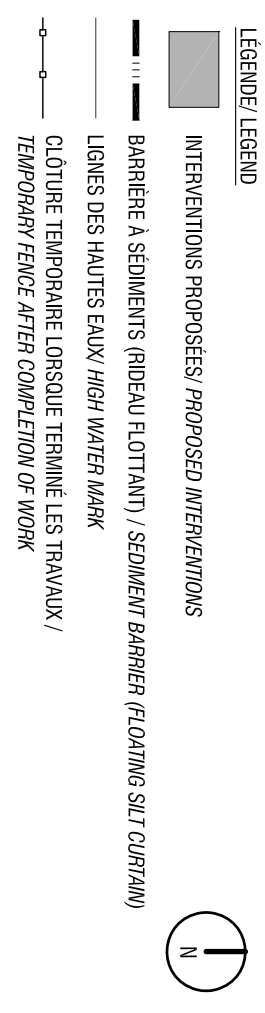 LÉGENDE/ LEGEND
INTERVENTIONS PROPOSÉES/ PROPOSED INTERVENTIONS
BARRIÈRE À SÉDIMENTS (RIDEAU FLOTTANT) / SEDIMENT BARRIER (FLOATING SILT CURTAIN)
LIGNES DES HAUTES EAUX/ HIGH WATER MARK
CLÔTURE TEMPORAIRE LORSQUE TERMINÉ LES TRAVAUX /
TEMPORARY FENCE AFTER COMPLETION OF WORK
N